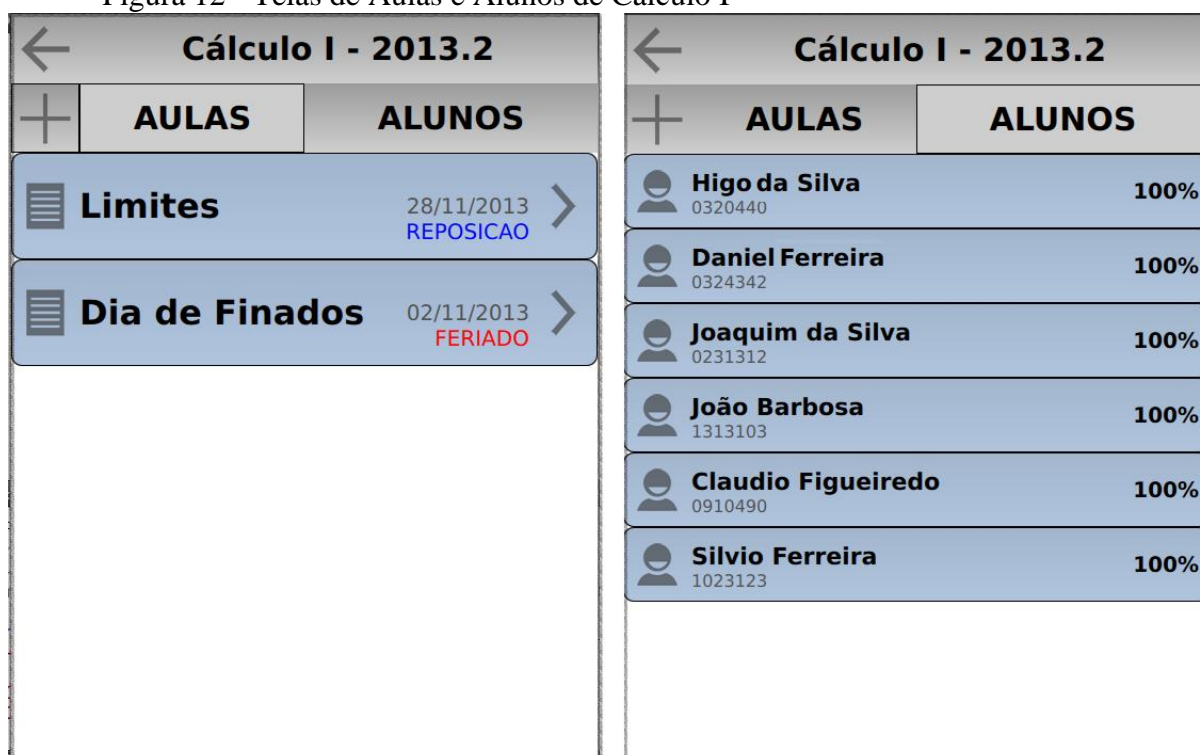 Figura 12 - Telas de Aulas e Alunos de Cálculo I
Cálculo I - 2013.2
AULAS ALUNOS
Limites
28/11/2013
REPOSICAO
Dia de Finados
02/11/2013
FERIADO
Cálculo I - 2013.2
AULAS ALUNOS
Higo da Silva
0320440
100%
Daniel Ferreira
0324342
100%
Joaquim da Silva
0231312
100%
João Barbosa
1313103
100%
Claudio Figueiredo
0910490
100%
Silvio Ferreira
1023123
100%